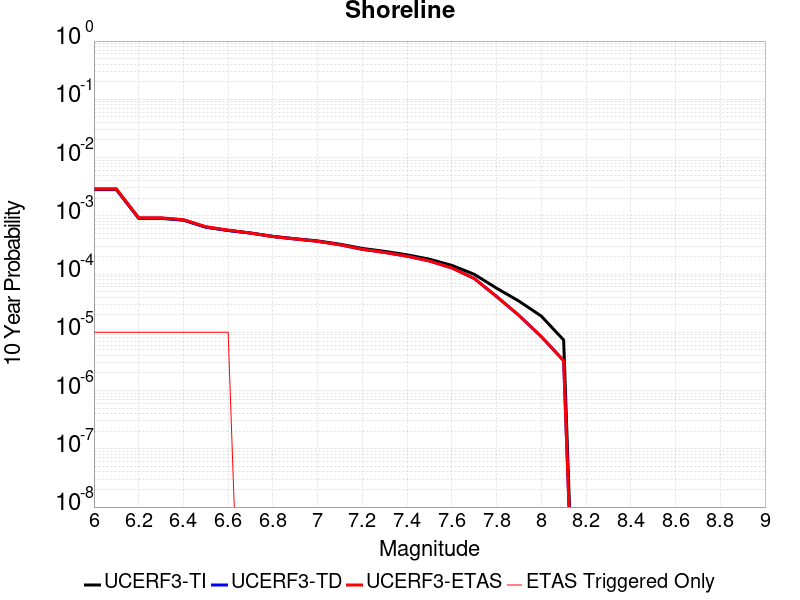 Shoreline
10 Year Probability
10^0
10^-1
10^-2
10^-3
10^-4
10^-5
10^-6
10^-7
10^-8
6 6.2 6.4 6.6 6.8 7 7.2 7.4 7.6 7.8 8 8.2 8.4 8.6 8.8 9
Magnitude
UCERF3-TI UCERF3-TD UCERF3-ETAS ETAS Triggered Only